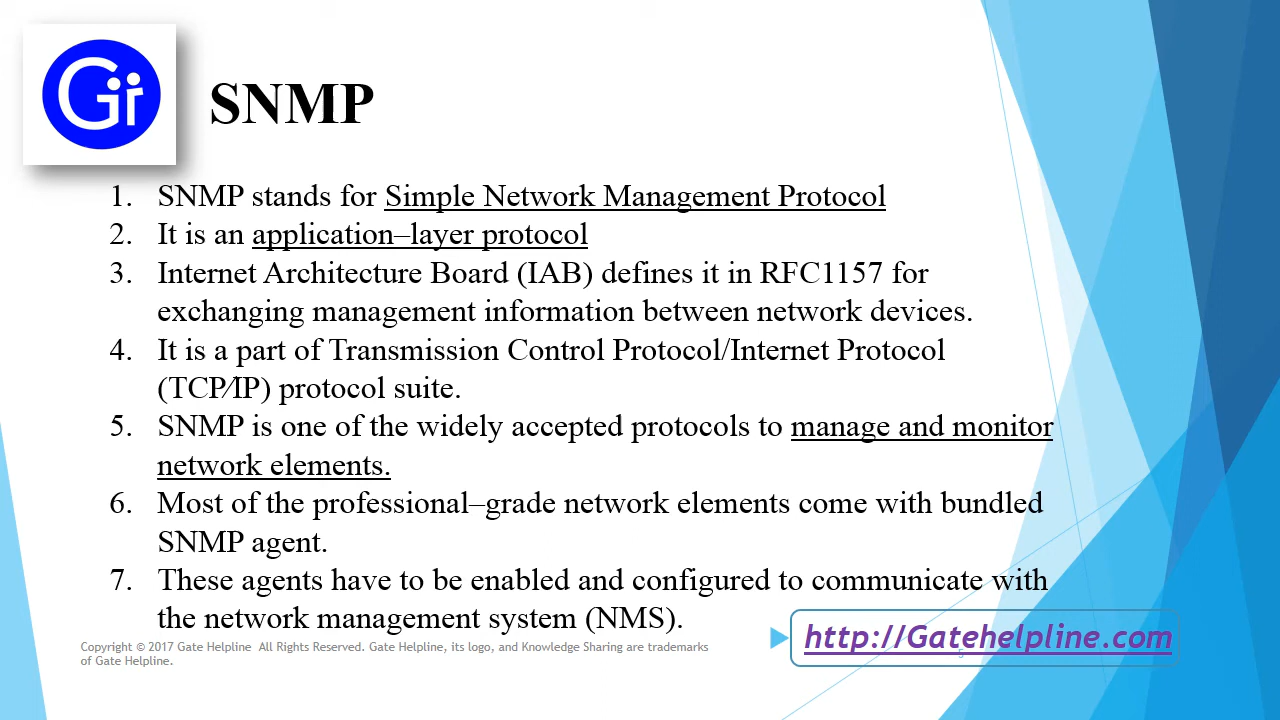 Gir
SNMP
1. SNMP stands for Simple Network Management Protocol
2. It is an application–layer protocol
3. Internet Architecture Board (IAB) defines it in RFC1157 for
exchanging management information between network devices.
4. It is a part of Transmission Control Protocol/Internet Protocol
(TCP⁄IP) protocol suite.
5. SNMP is one of the widely accepted protocols to manage and monitor
network elements.
6. Most of the professional–grade network elements come with bundled
SNMP agent.
7. These agents have to be enabled and configured to communicate with
the network management system (NMS).
http://Gatehelpline.com
Copyright © 2017 Gate Helpline All Rights Reserved. Gate Helpline, its logo, and Knowledge Sharing are trademarks
of Gate Helpline.
5